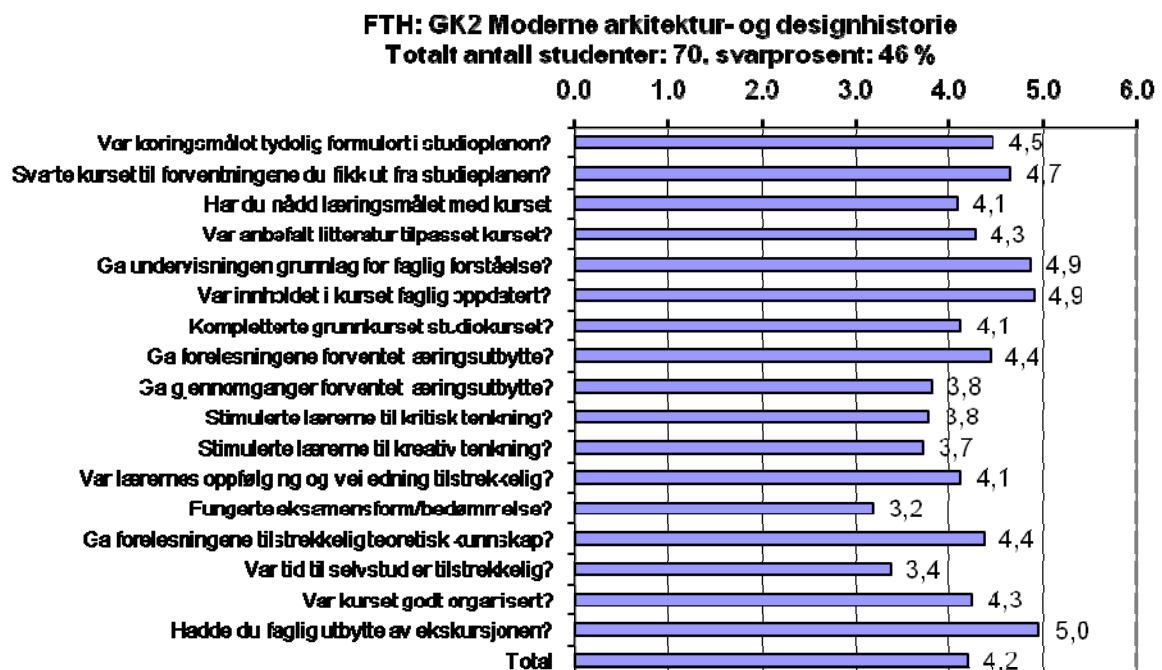 FTH: GK2 Moderne arkitektur- og designhistorie
Totalt antall studenter: 70, svarprosent: 46 %
0.0 1.0 2.0 3.0 4.0 5.0 6.0
Var læringsmålet tydelig formulert i studieplanen? 4,5
Svarte kurset til forventningene du fikk ut fra studieplanen? 4,7
Har du nådd læringsmålet med kurset 4,1
Var anbefalt litteratur tilpasset kurset? 4,3
Ga undervisningen grunnlag for faglig forståelse? 4,9
Var innholdet i kurset faglig oppdatert? 4,9
Kompletterte grunnkurset studiokurset? 4,1
Ga forelesningene forventet læringsutbytte? 4,4
Ga gjennomganger forventet læringsutbytte? 3,8
Stimulerte lærerne til kritisk tenkning? 3,8
Stimulerte lærerne til kreativ tenkning? 3,7
Var lærernes oppfølging og veiledning tilstrekkelig? 4,1
Fungerte eksamensform/bedømmelse? 3,2
Ga forelesningene tilstrekkelig teoretisk kunnskap? 4,4
Var tid til selvstudier tilstrekkelig? 3,4
Var kurset godt organisert? 4,3
Hadde du faglig utbytte av ekskursjonen? 5,0
Total 4,2